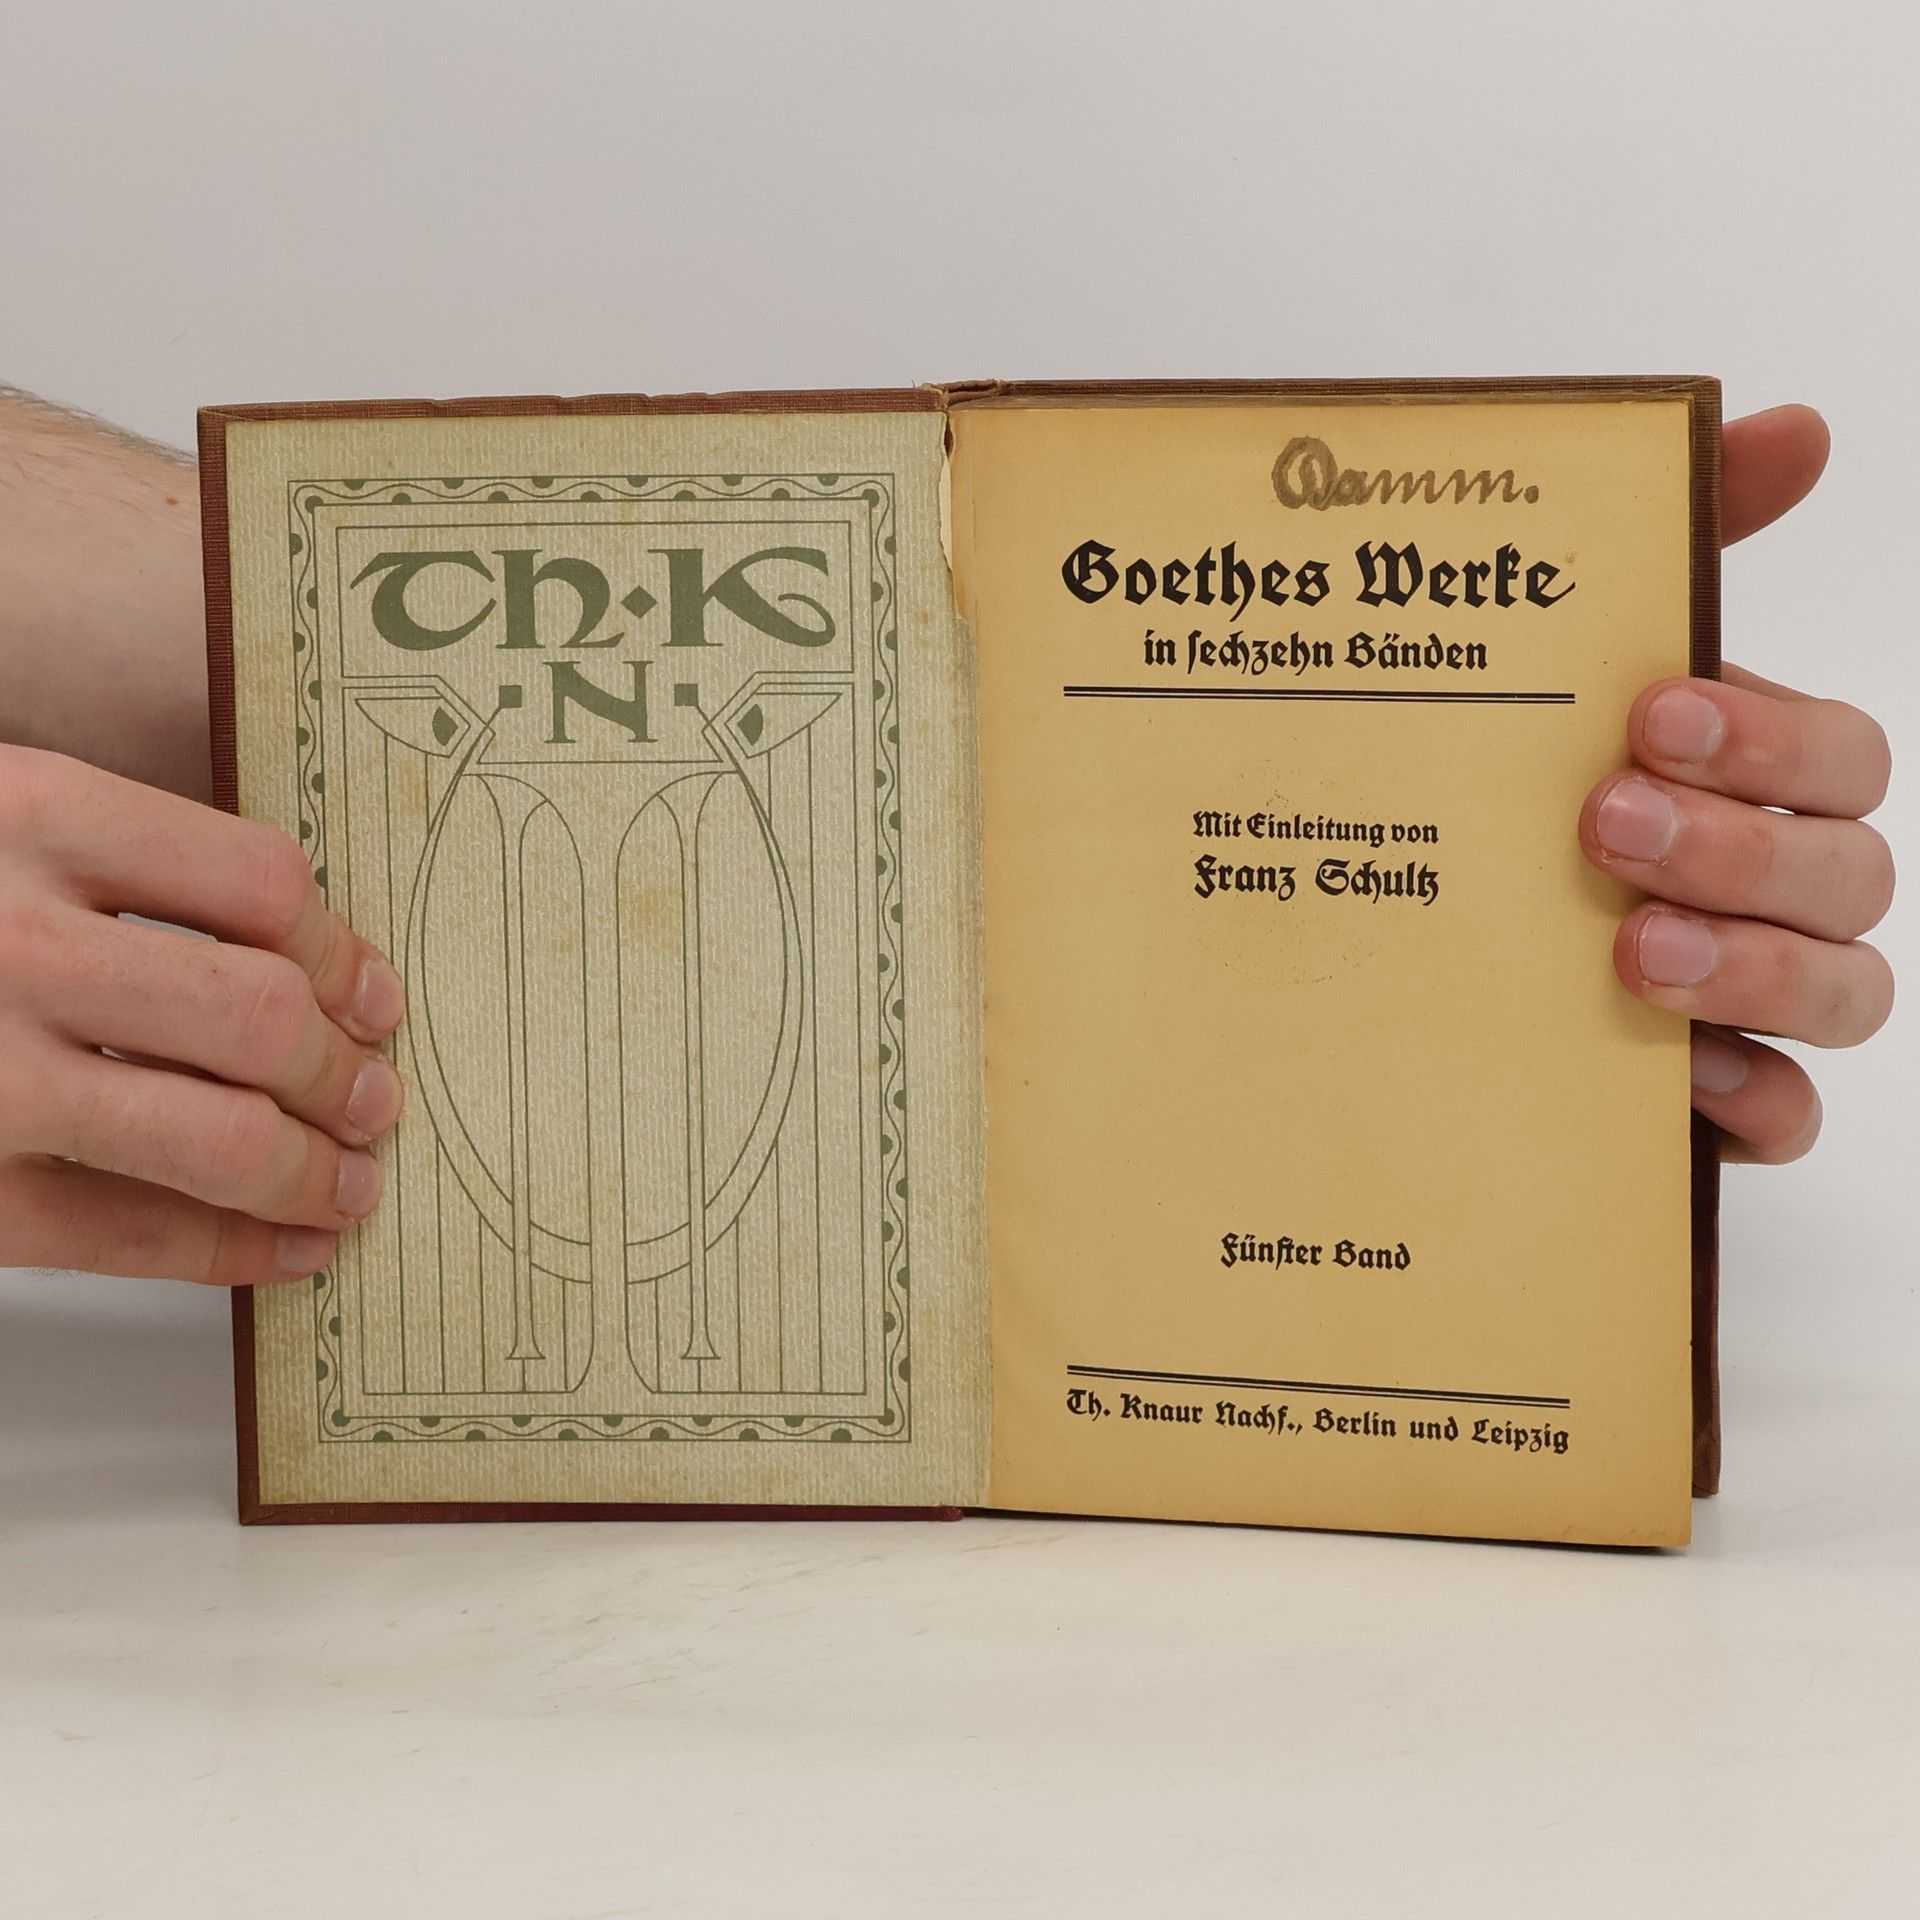 Th·K
·N·
Damm.
Goethes Werke
in ſechzehn Bänden
Mit Einleitung von
Franz Schultz
Fünfter Band
Th. Knaur Nachf., Berlin und Leipzig